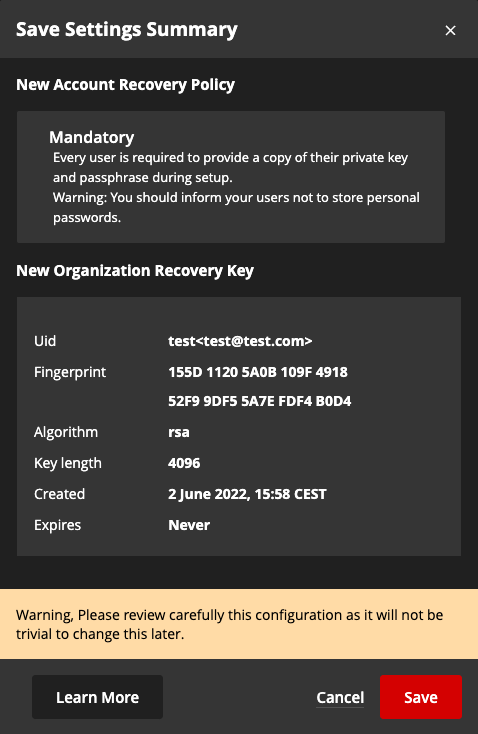 Save Settings Summary ×
New Account Recovery Policy
Mandatory
Every user is required to provide a copy of their private key
and passphrase during setup.
Warning: You should inform your users not to store personal
passwords.
New Organization Recovery Key
Uid test<test@test.com>
Fingerprint 155D 1120 5A0B 109F 4918
52F9 9DF5 5A7E FDF4 B0D4
Algorithm rsa
Key length 4096
Created 2 June 2022, 15:58 CEST
Expires Never
Warning, Please review carefully this configuration as it will not be
trivial to change this later.
Learn More Cancel Save